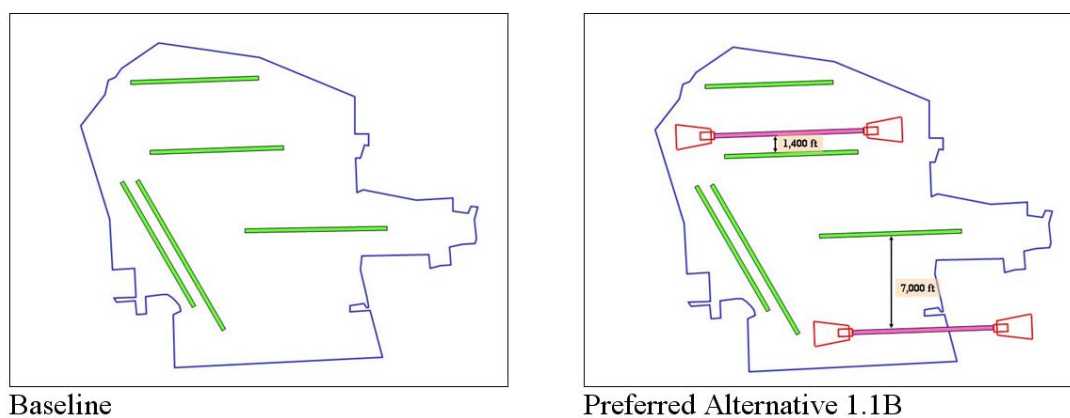 1,400 ft
7,000 ft
Baseline
Preferred Alternative 1.1B